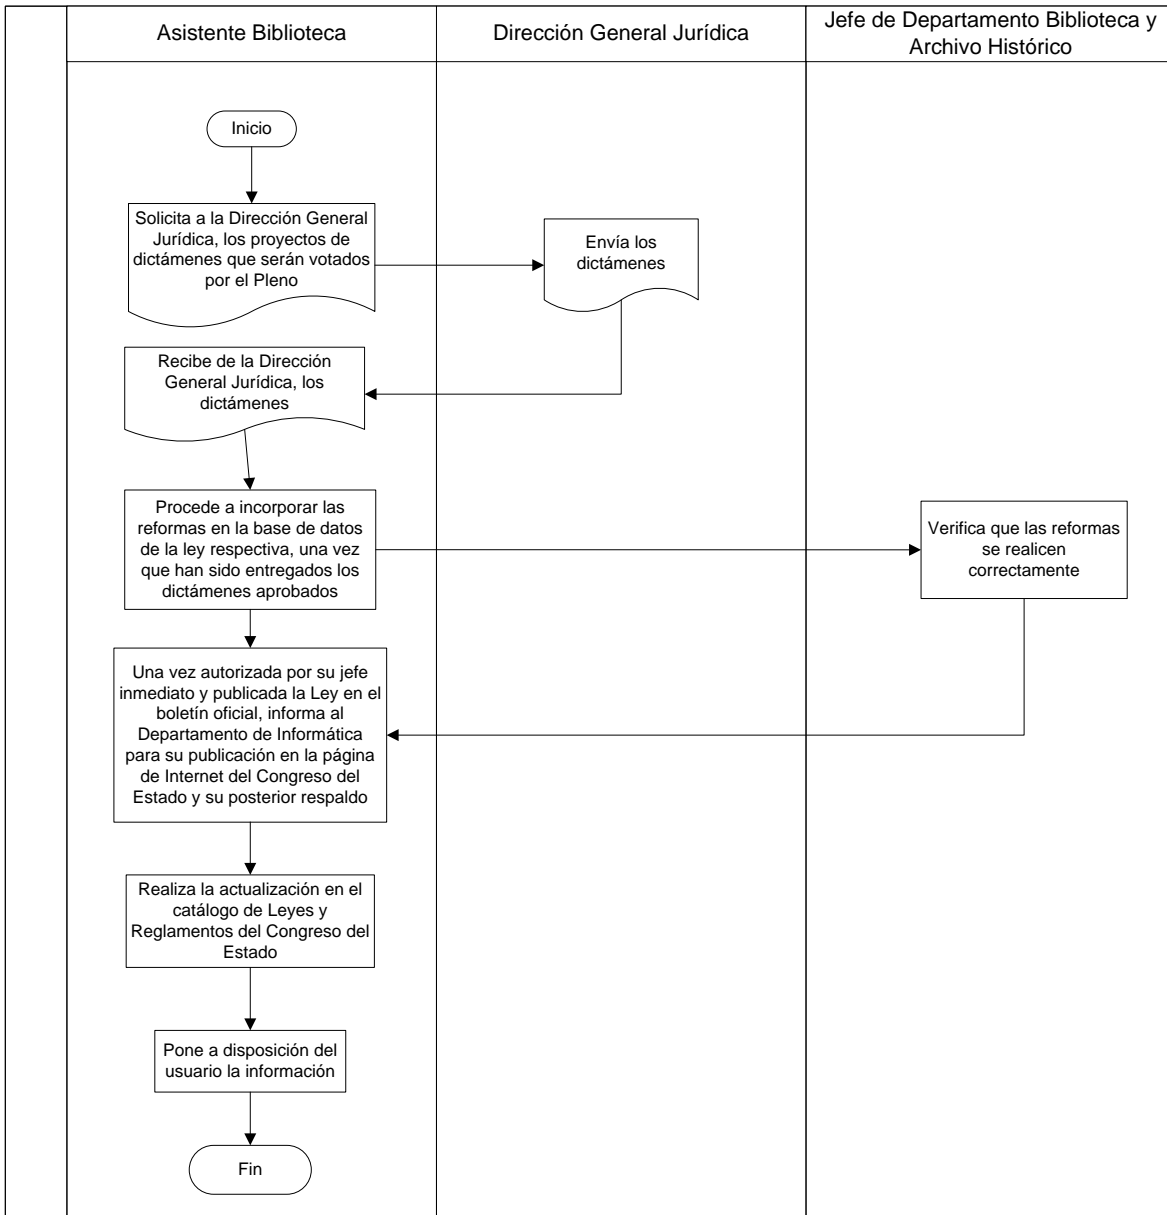 Asistente Biblioteca
Dirección General Jurídica
Jefe de Departamento Biblioteca y
Archivo Histórico
Inicio
Solicita a la Dirección General
Jurídica, los proyectos de
dictámenes que serán votados
por el Pleno
Envía los
dictámenes
Recibe de la Dirección
General Jurídica, los
dictámenes
Procede a incorporar las
reformas en la base de datos
de la ley respectiva, una vez
que han sido entregados los
dictámenes aprobados
Verifica que las reformas
se realicen
correctamente
Una vez autorizada por su jefe
inmediato y publicada la Ley en el
boletín oficial, informa al
Departamento de Informática
para su publicación en la página
de Internet del Congreso del
Estado y su posterior respaldo
Realiza la actualización en el
catálogo de Leyes y
Reglamentos del Congreso del
Estado
Pone a disposición del
usuario la información
Fin